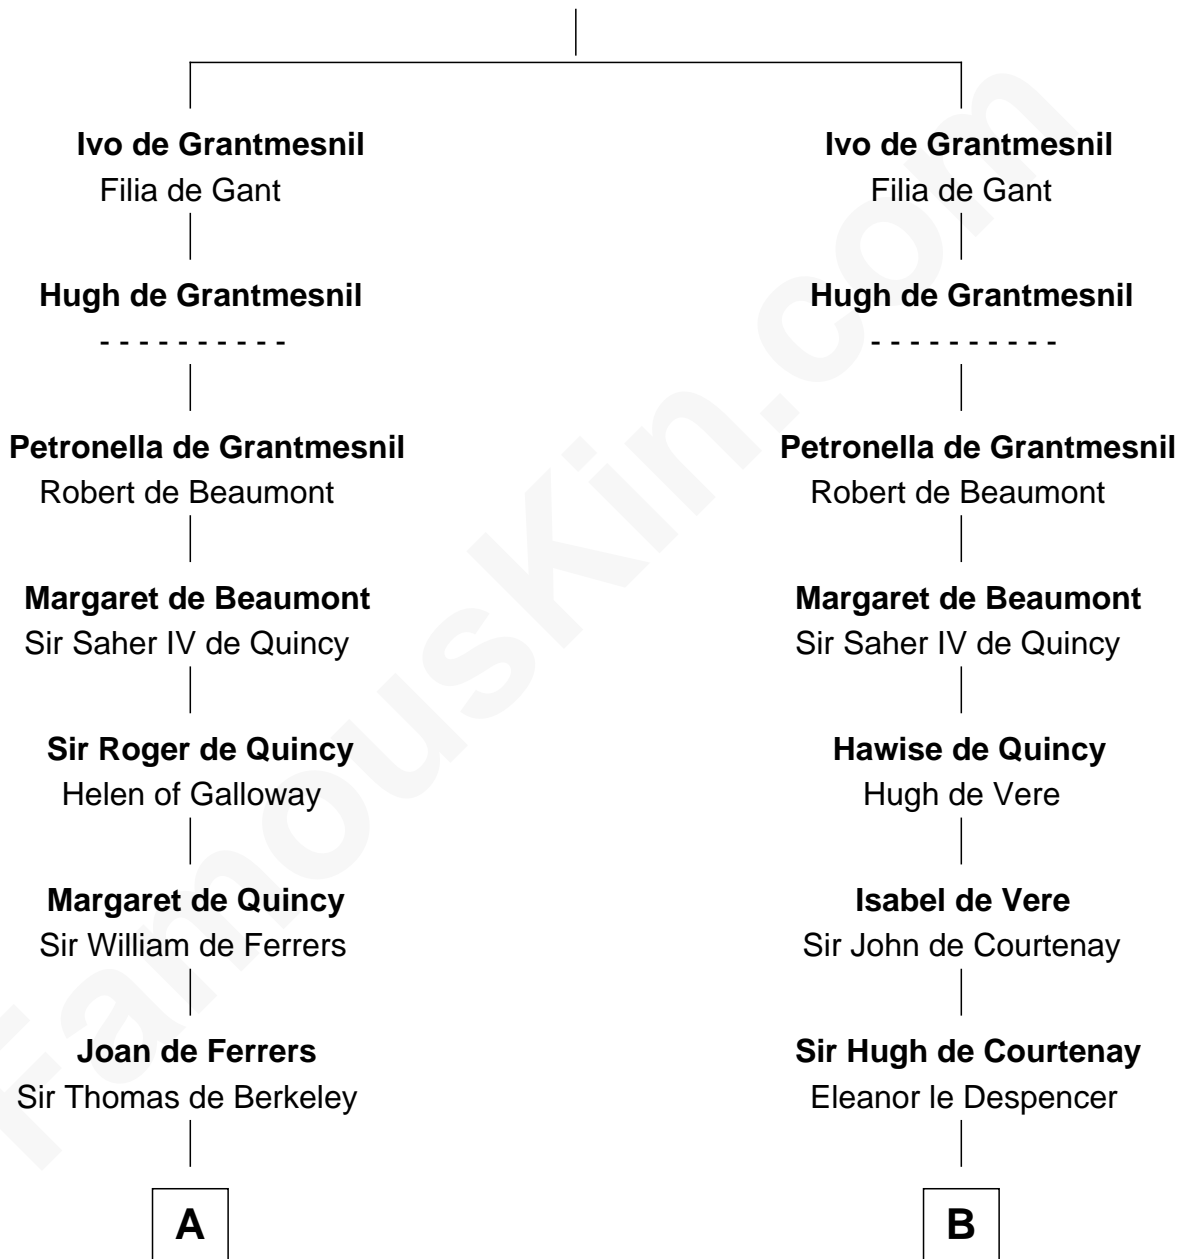 Ivo de Grantmesnil Ivo de Grantmesnil
Filia de Gant Filia de Gant
Hugh de Grantmesnil Hugh de Grantmesnil
- - - - - - - - - - - - - - - - - - - -
Petronella de Grantmesnil Petronella de Grantmesnil
Robert de Beaumont Robert de Beaumont
Margaret de Beaumont Margaret de Beaumont
Sir Saher IV de Quincy Sir Saher IV de Quincy
Sir Roger de Quincy Hawise de Quincy
Helen of Galloway Hugh de Vere
Margaret de Quincy Isabel de Vere
Sir William de Ferrers Sir John de Courtenay
Joan de Ferrers Sir Hugh de Courtenay
Sir Thomas de Berkeley Eleanor le Despencer
A B
FamousKin.com